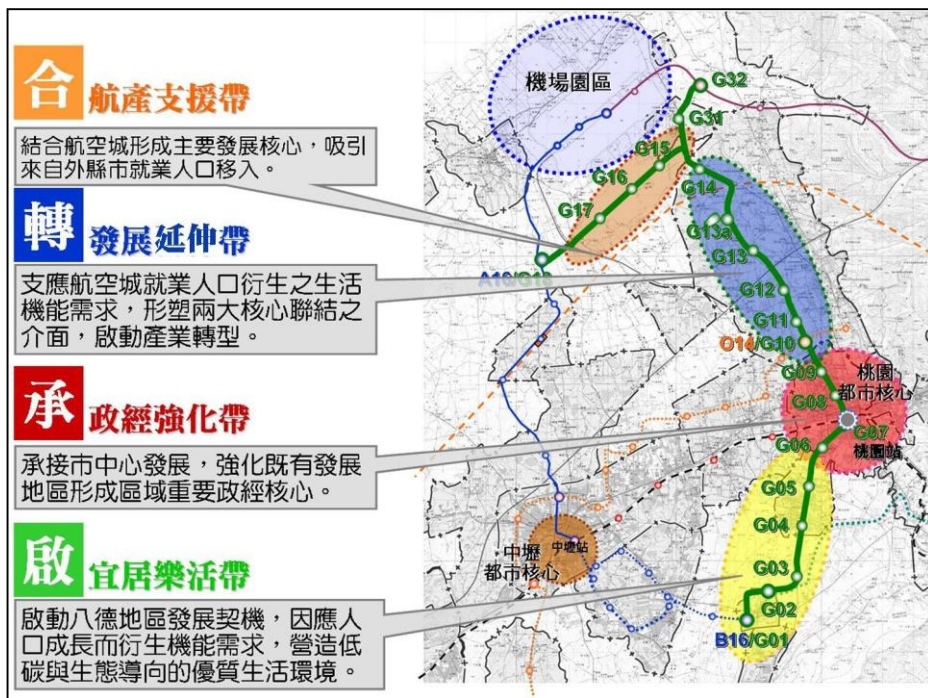 合 航產支援帶
結合航空城形成主要發展核心，吸引
來自外縣市就業人口移入。
轉 發展延伸帶
支應航空城就業人口衍生之生活
機能需求，形塑兩大核心聯結之
介面，啟動產業轉型。
承 政經強化帶
承接市中心發展，強化既有發展
地區形成區域重要政經核心。
啟 宜居樂活帶
啟動八德地區發展契機，因應人
口成長而衍生機能需求，營造低
碳與生態導向的優質生活環境。
機場園區
G32
G31
G15
G16
G14
G17
G13a
G13
G12
G11
O14/G10
G09
桃園
都市核心
G08
G07
桃園站
G06
G05
G04
中壢站
中壢
都市核心
G03
G02
B16/G01